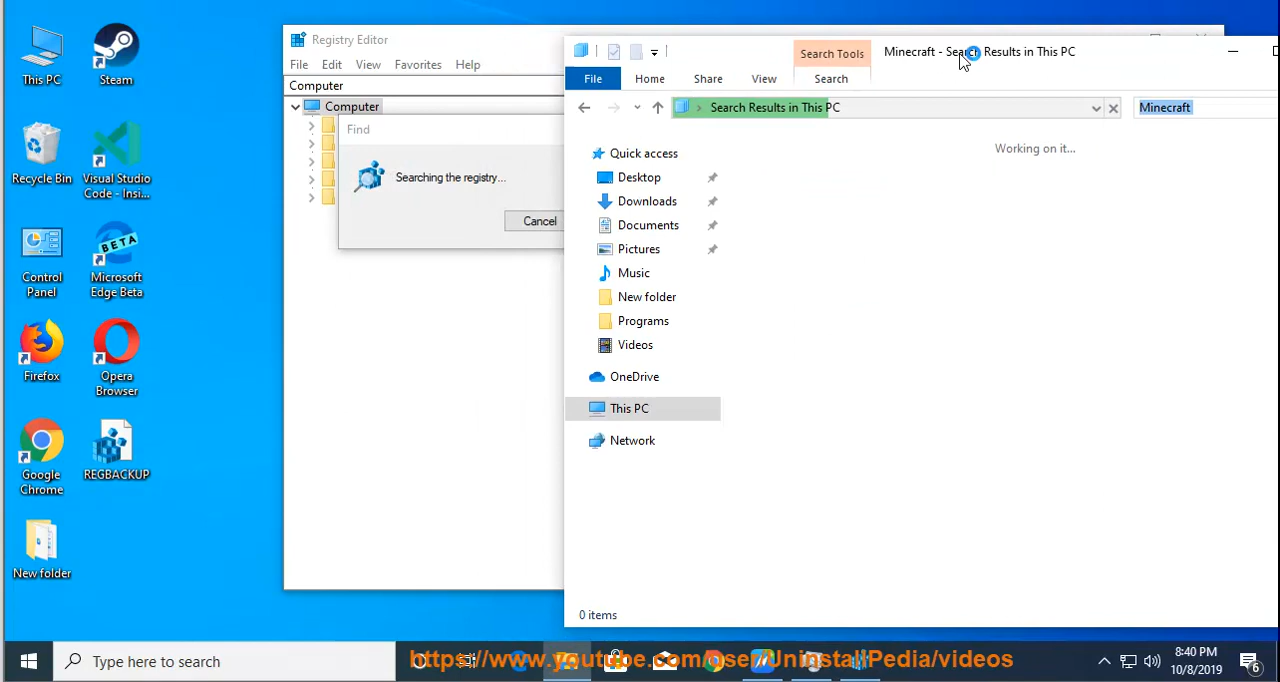 This PC
Steam
Recycle Bin
Visual Studio
Code - Insi...
Control
Panel
BETA
Microsoft
Edge Beta
Firefox
Opera
Browser
Google
Chrome
REGBACKUP
New folder
Registry Editor
File Edit View Favorites Help
Computer
Computer
Find
Searching the registry...
Cancel
Search Tools
Minecraft - Search Results in This PC
File Home Share View Search
Search Results in This PC
Minecraft
Working on it...
Quick access
Desktop
Downloads
Documents
Pictures
Music
New folder
Programs
Videos
OneDrive
This PC
Network
0 items
Type here to search
https://www.youtube.com/user/UninstallPedia/videos
8:40 PM
10/8/2019
6